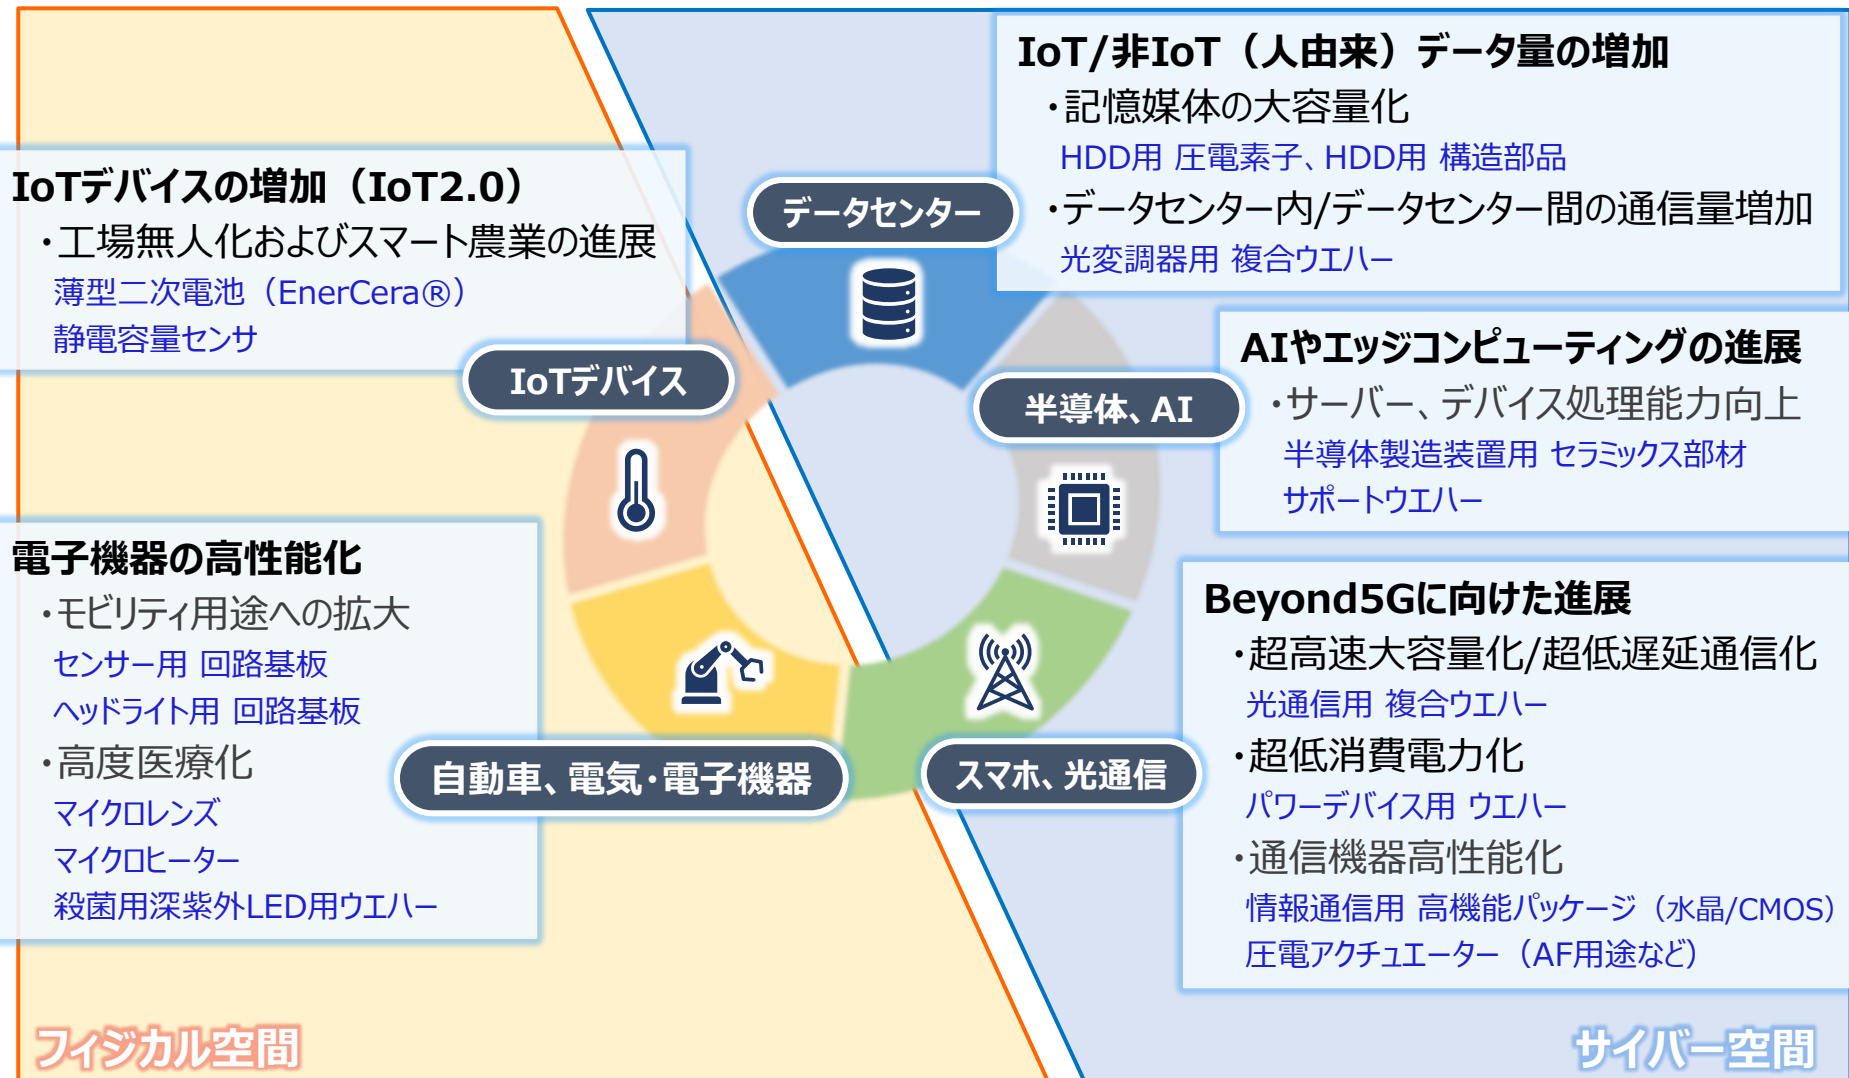 IoT/非IoT（人由来）データ量の増加
・記憶媒体の大容量化
HDD用 圧電素子、HDD用 構造部品
・データセンター内/データセンター間の通信量増加
光変調器用 複合ウエハー
データセンター
IoTデバイスの増加（IoT2.0）
・工場無人化およびスマート農業の進展
薄型二次電池（EnerCera®）
静電容量センサ
IoTデバイス
AIやエッジコンピューティングの進展
・サーバー、デバイス処理能力向上
半導体製造装置用 セラミックス部材
サポートウエハー
半導体、AI
電子機器の高性能化
・モビリティ用途への拡大
センサー用 回路基板
ヘッドライト用 回路基板
・高度医療化
マイクロレンズ
マイクロヒーター
殺菌用深紫外LED用ウエハー
自動車、電気・電子機器
Beyond5Gに向けた進展
・超高速大容量化/超低遅延通信化
光通信用 複合ウエハー
・超低消費電力化
パワーデバイス用 ウエハー
・通信機器高性能化
情報通信用 高機能パッケージ（水晶/CMOS）
圧電アクチュエーター（AF用途など）
スマホ、光通信
フィジカル空間
サイバー空間